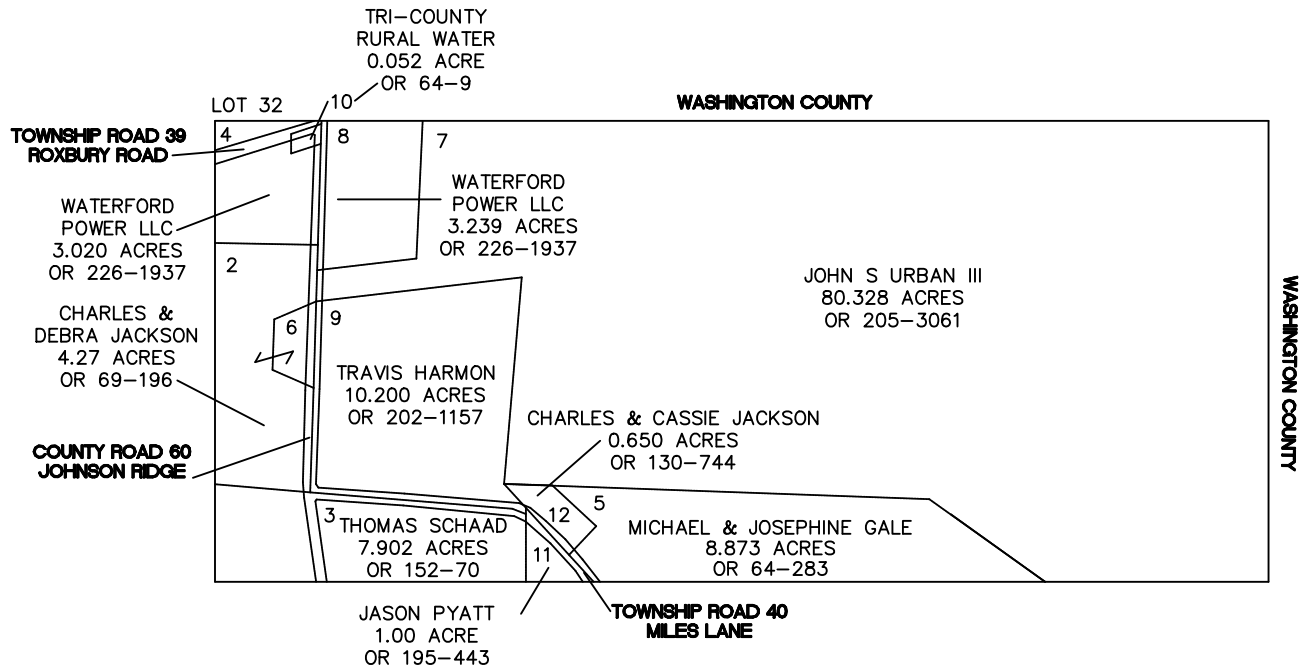 TRI-COUNTY
RURAL WATER
0.052 ACRE
OR 64-9
LOT 32
10
WASHINGTON COUNTY
4
8
7
TOWNSHIP ROAD 39
ROXBURY ROAD
WATERFORD
POWER LLC
3.020 ACRES
OR 226-1937
WATERFORD
POWER LLC
3.239 ACRES
OR 226-1937
2
JOHN S URBAN III
80.328 ACRES
OR 205-3061
WASHINGTON COUNTY
CHARLES &
DEBRA JACKSON
4.27 ACRES
OR 69-196
6
9
TRAVIS HARMON
10.200 ACRES
OR 202-1157
CHARLES & CASSIE JACKSON
0.650 ACRES
OR 130-744
COUNTY ROAD 60
JOHNSON RIDGE
3
THOMAS SCHAAD
7.902 ACRES
OR 152-70
12
5
11
MICHAEL & JOSEPHINE GALE
8.873 ACRES
OR 64-283
JASON PYATT
1.00 ACRE
OR 195-443
TOWNSHIP ROAD 40
MILES LANE